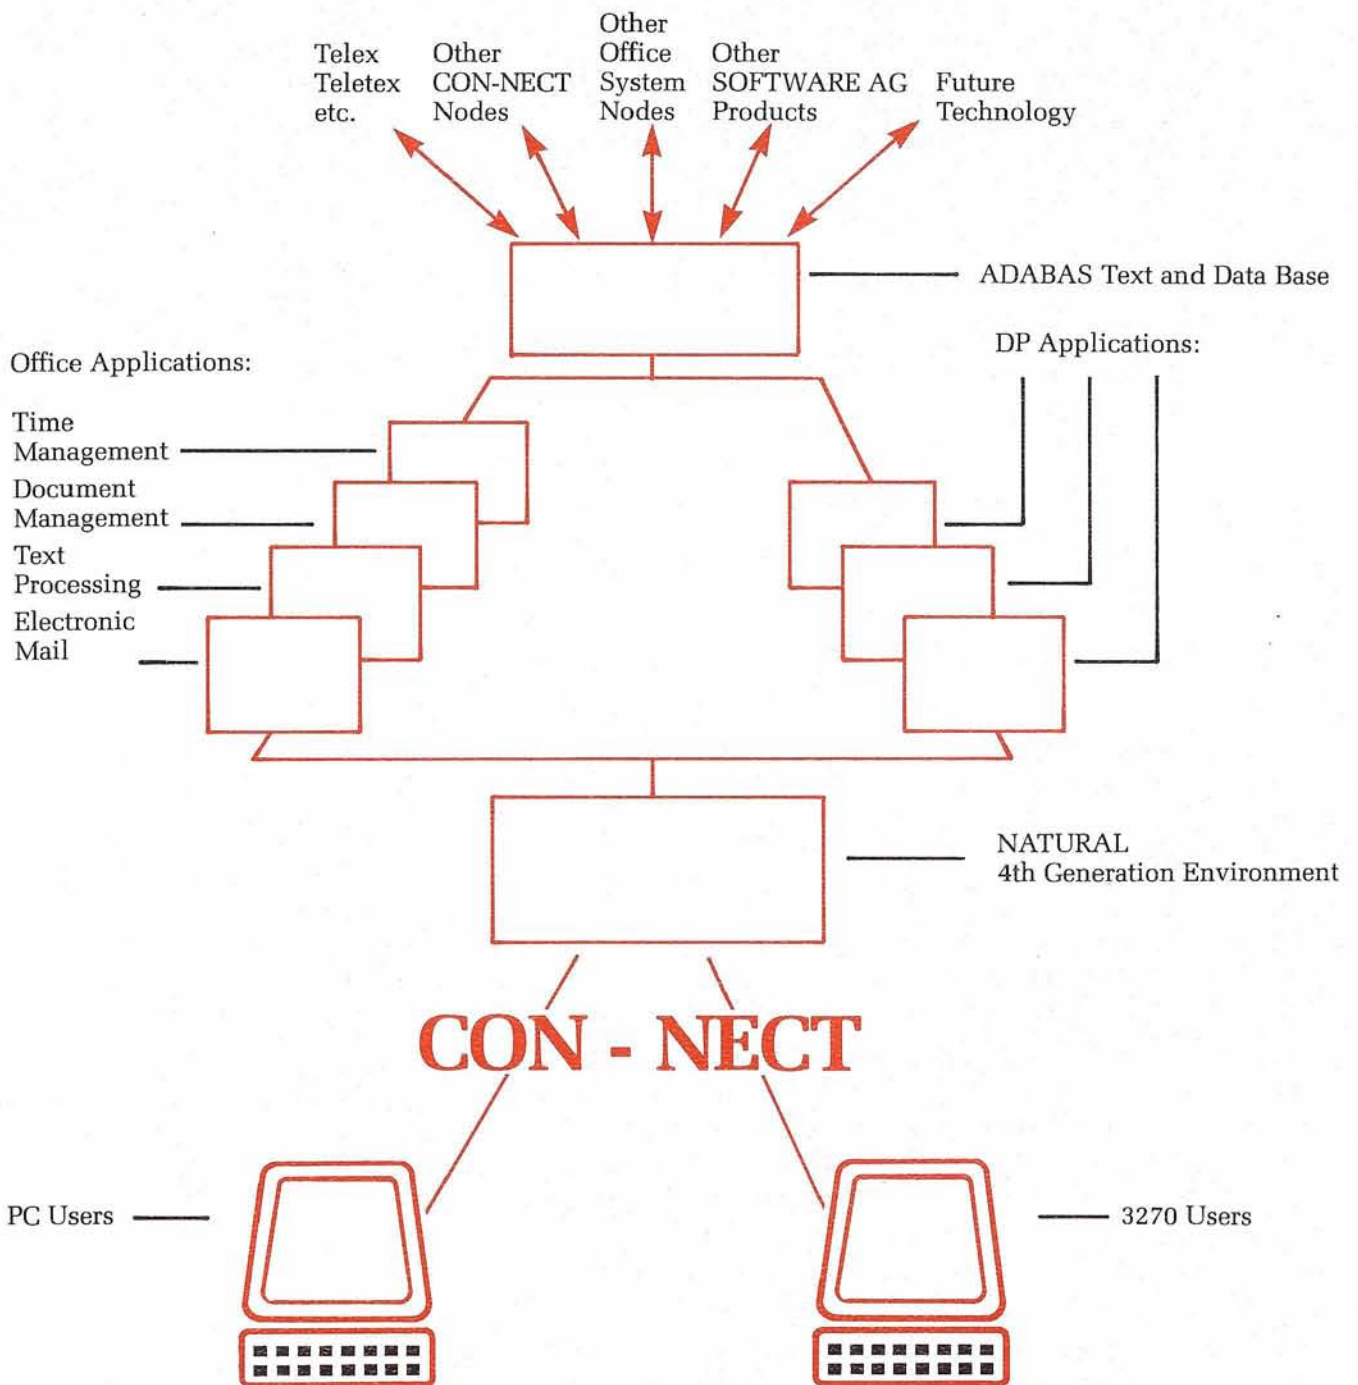 Telex
Teletex
etc.
Other
CON-NECT
Nodes
Other
Office
System
Nodes
Other
SOFTWARE AG
Products
Future
Technology
ADABAS Text and Data Base
Office Applications:
DP Applications:
Time
Management
Document
Management
Text
Processing
Electronic
Mail
NATURAL
4th Generation Environment
CON - NECT
PC Users
3270 Users